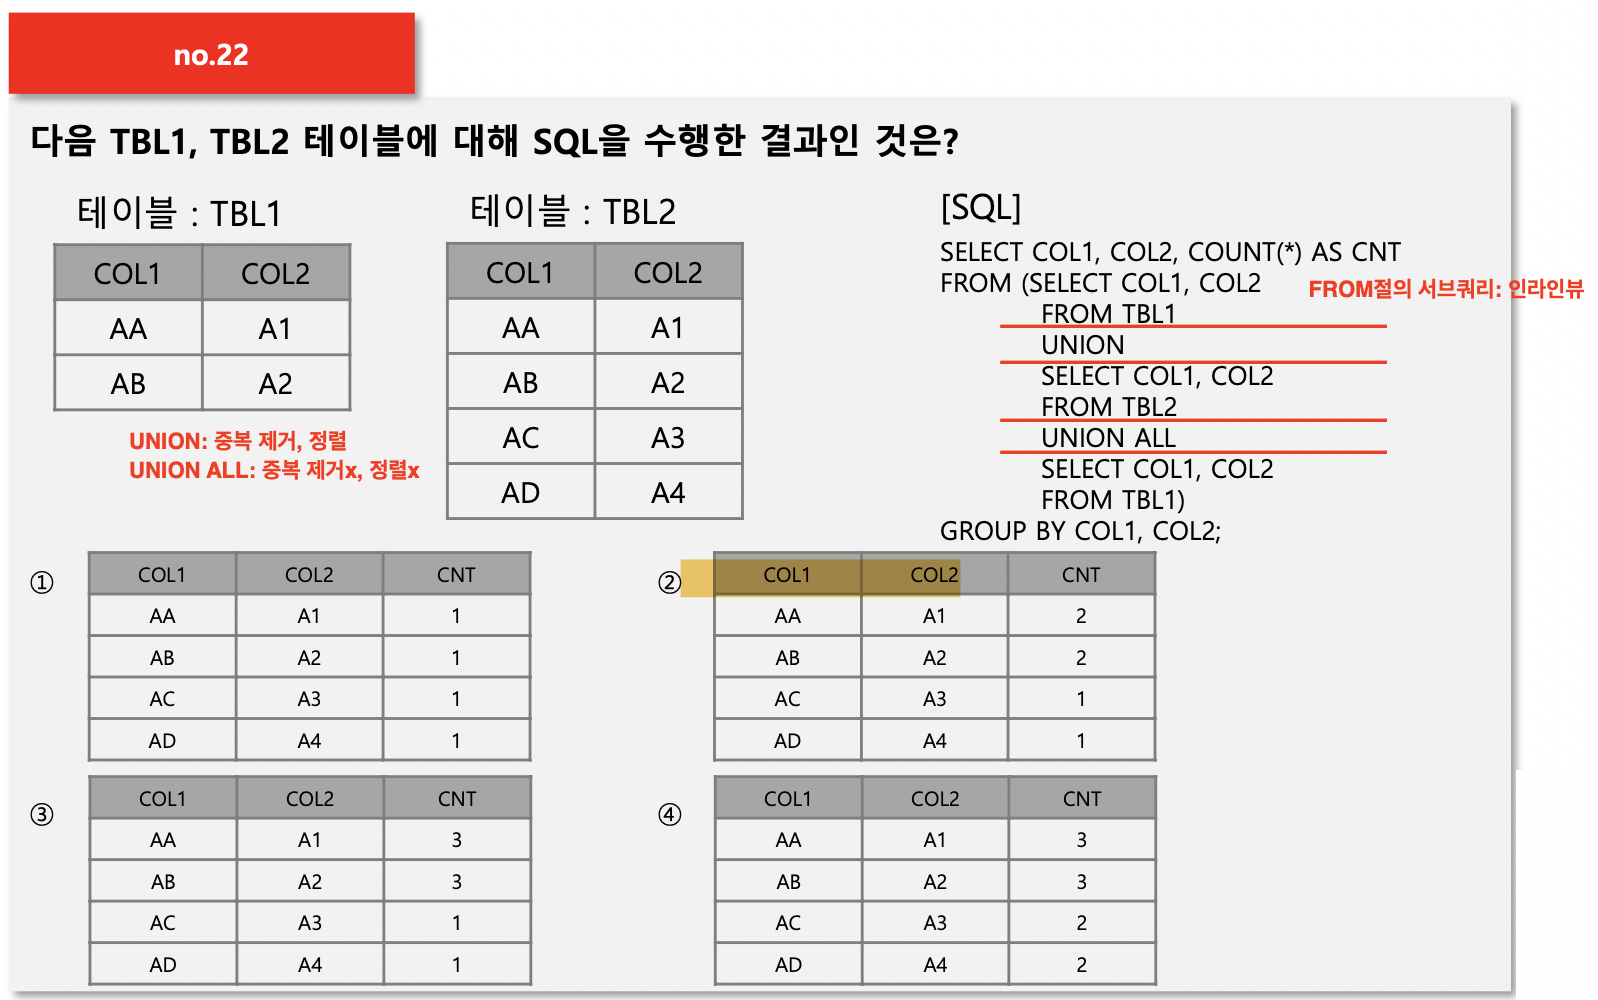 no.22
다음 TBL1, TBL2 테이블에 대해 SQL을 수행한 결과인 것은?
테이블 : TBL1
COL1 COL2
AA A1
AB A2
UNION: 중복 제거, 정렬
UNION ALL: 중복 제거x, 정렬x
테이블 : TBL2
COL1 COL2
AA A1
AB A2
AC A3
AD A4
[SQL]
SELECT COL1, COL2, COUNT(*) AS CNT
FROM (SELECT COL1, COL2
FROM절의 서브쿼리: 인라인뷰
FROM TBL1
UNION
SELECT COL1, COL2
FROM TBL2
UNION ALL
SELECT COL1, COL2
FROM TBL1)
GROUP BY COL1, COL2;
①
COL1 COL2 CNT
AA A1 1
AB A2 1
AC A3 1
AD A4 1
②
COL1 COL2 CNT
AA A1 2
AB A2 2
AC A3 1
AD A4 1
③
COL1 COL2 CNT
AA A1 3
AB A2 3
AC A3 1
AD A4 1
④
COL1 COL2 CNT
AA A1 3
AB A2 3
AC A3 2
AD A4 2